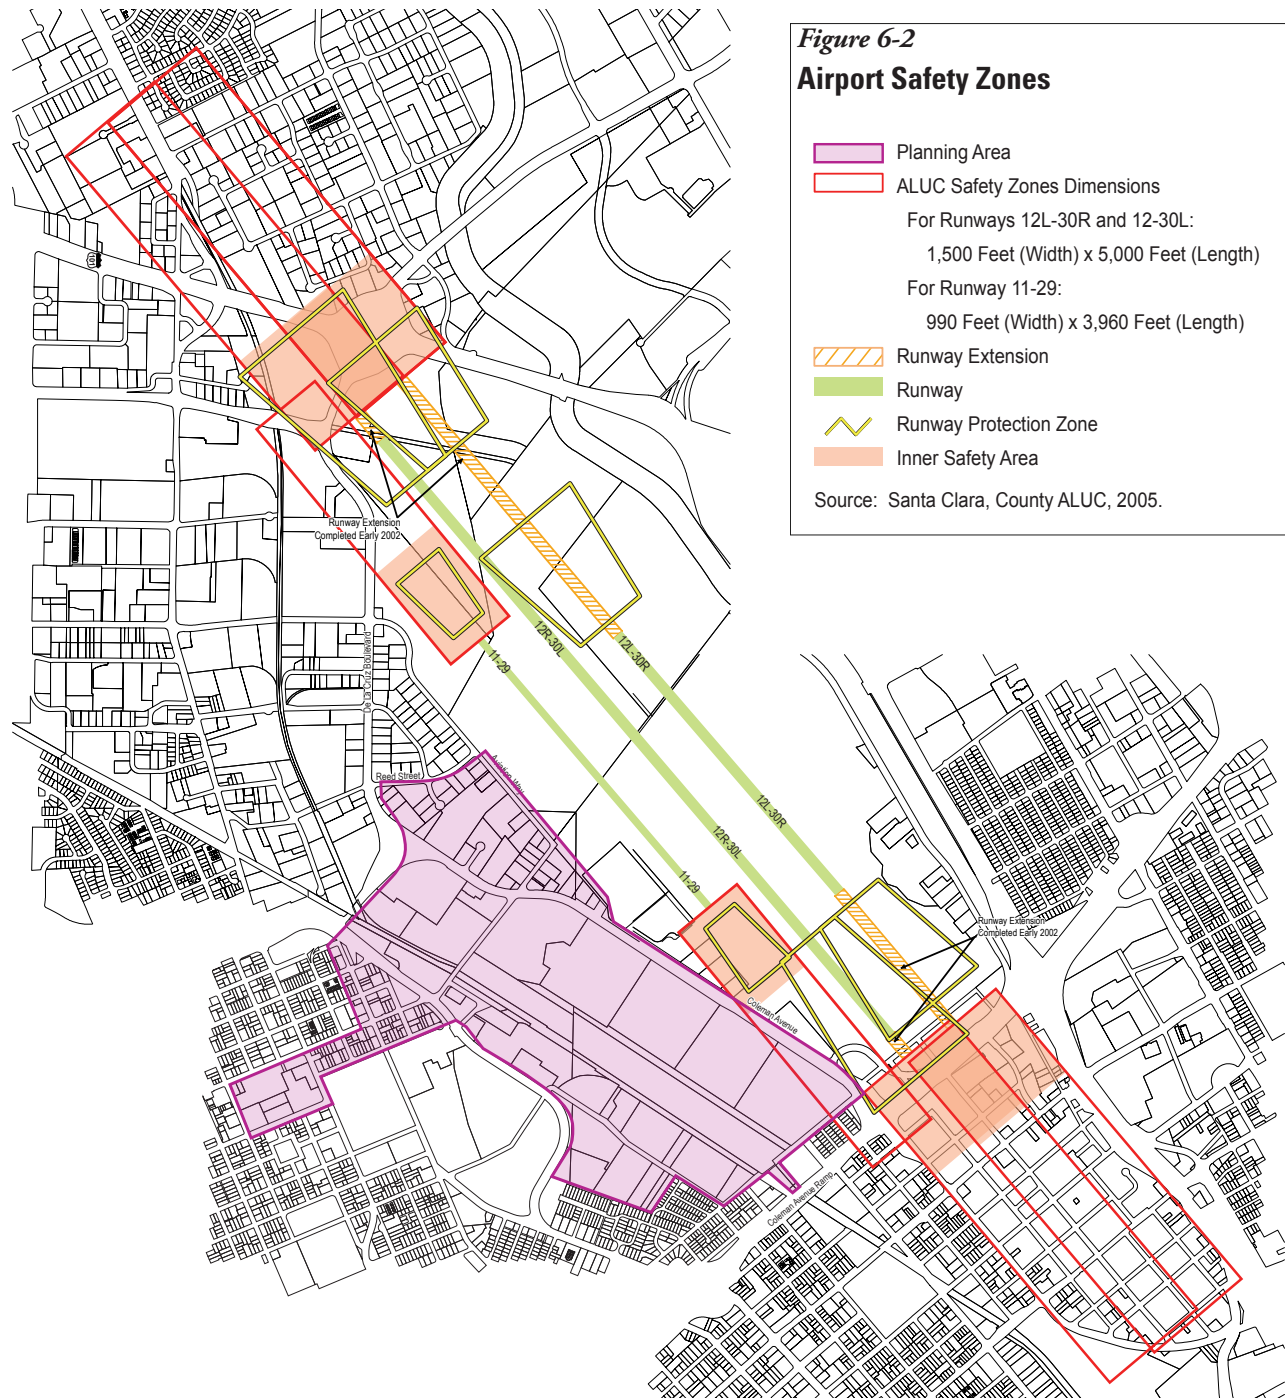 Figure 6-2
Airport Safety Zones
Planning Area
ALUC Safety Zones Dimensions
For Runways 12L-30R and 12-30L:
1,500 Feet (Width) x 5,000 Feet (Length)
For Runway 11-29:
990 Feet (Width) x 3,960 Feet (Length)
Runway Extension
Runway
Runway Protection Zone
Inner Safety Area
Source: Santa Clara, County ALUC, 2005.
101
Runway Extension
Completed Early 2002
12R-30L
12L-30R
11-29
De La Cruz Boulevard
Reed Street
Aviation Way
12L-30R
12R-30L
11-29
Runway Extension
Completed Early 2002
Coleman Avenue
Coleman Avenue Ramp